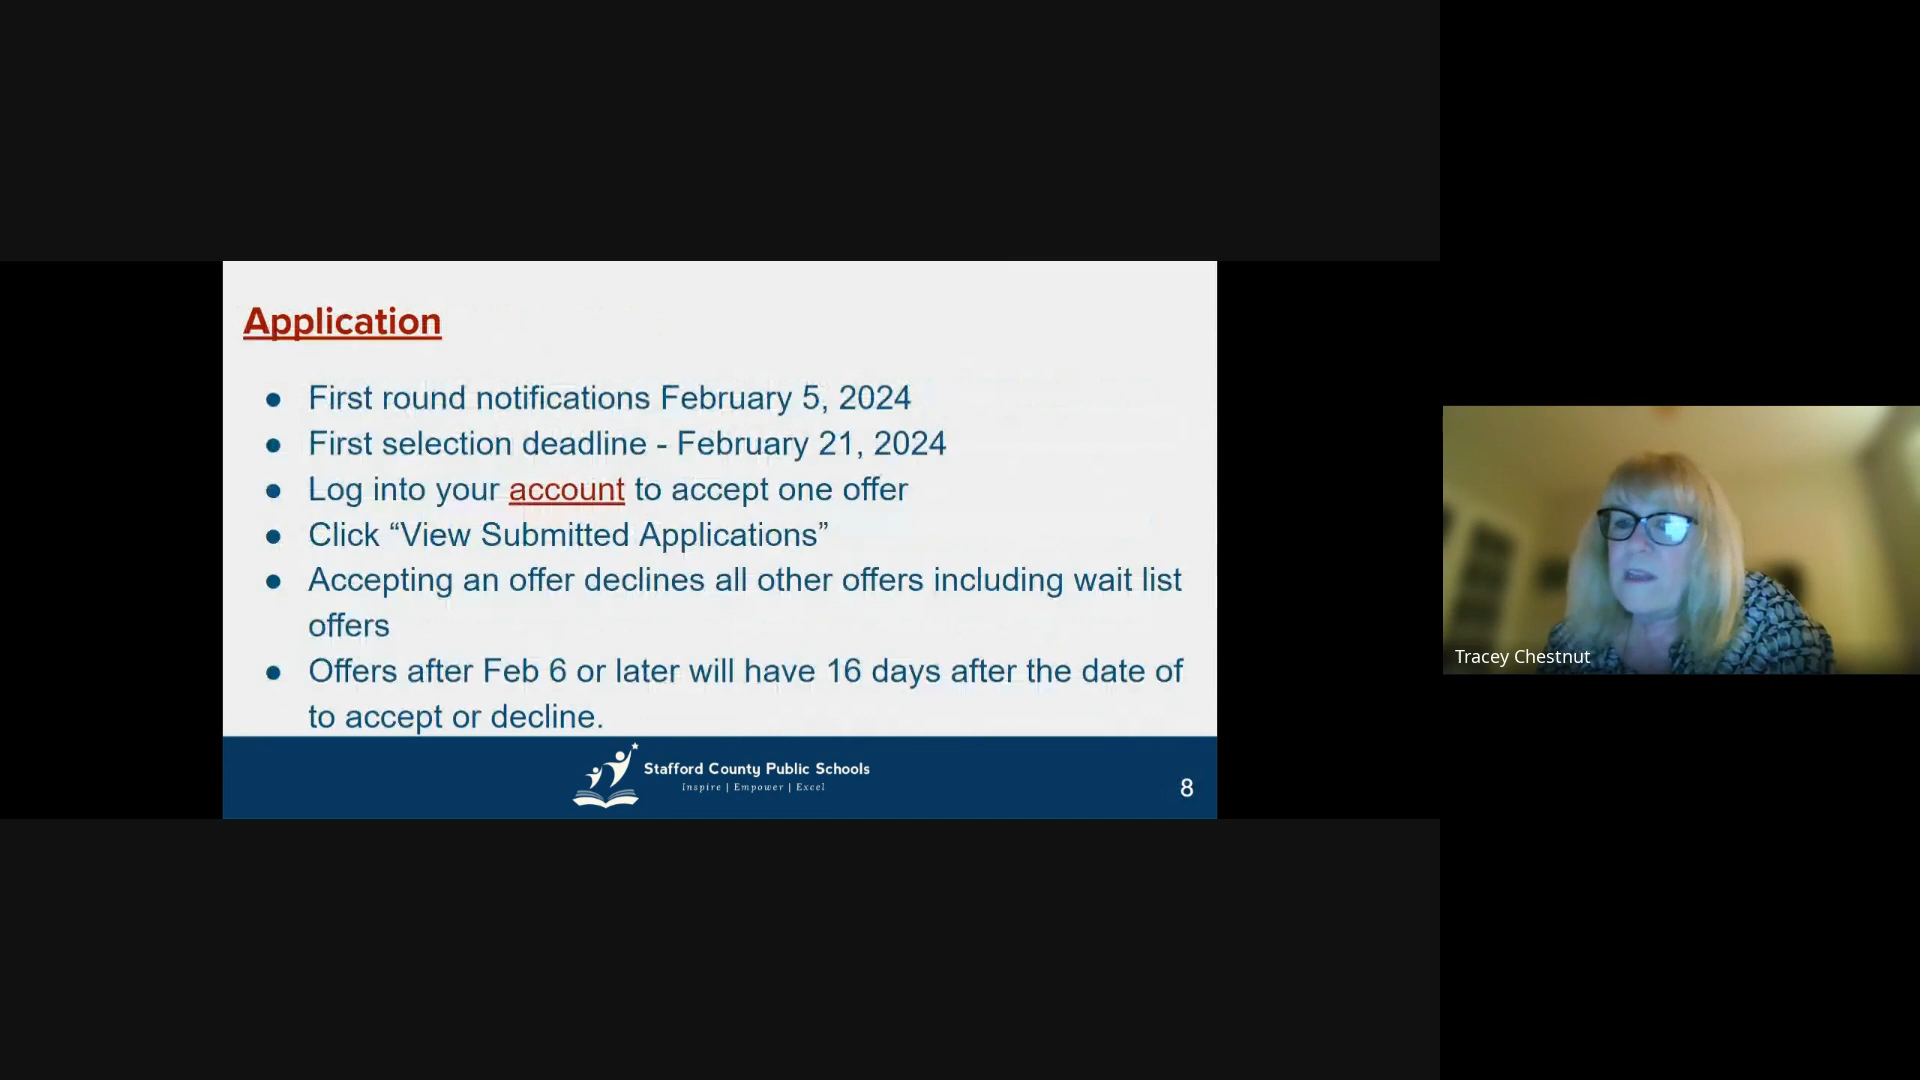 Application
● First round notifications February 5, 2024
● First selection deadline - February 21, 2024
● Log into your account to accept one offer
● Click “View Submitted Applications”
● Accepting an offer declines all other offers including wait list
offers
● Offers after Feb 6 or later will have 16 days after the date of
to accept or decline.
Stafford County Public Schools
Inspire | Empower | Excel
8
Tracey Chestnut